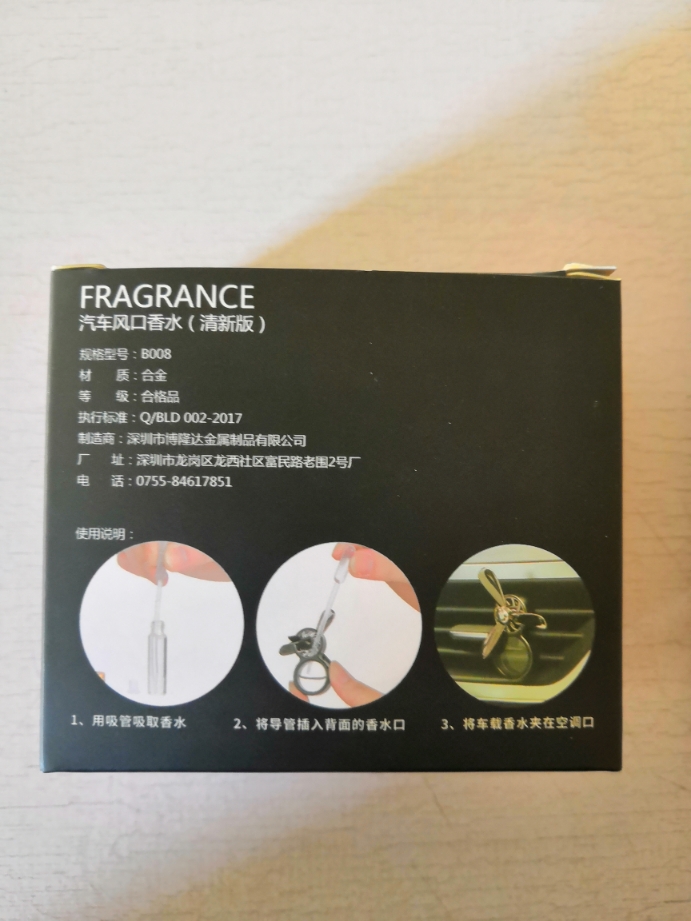 FRAGRANCE
汽车风口香水（清新版）
规格型号：B008
材 质：合金
等 级：合格品
执行标准：Q/BLD 002-2017
制造商：深圳市博隆达金属制品有限公司
厂 址：深圳市龙岗区龙西社区富民路老围2号厂
电 话：0755-84617851
使用说明：
1、用吸管吸取香水
2、将导管插入背面的香水口
3、将车载香水夹在空调口